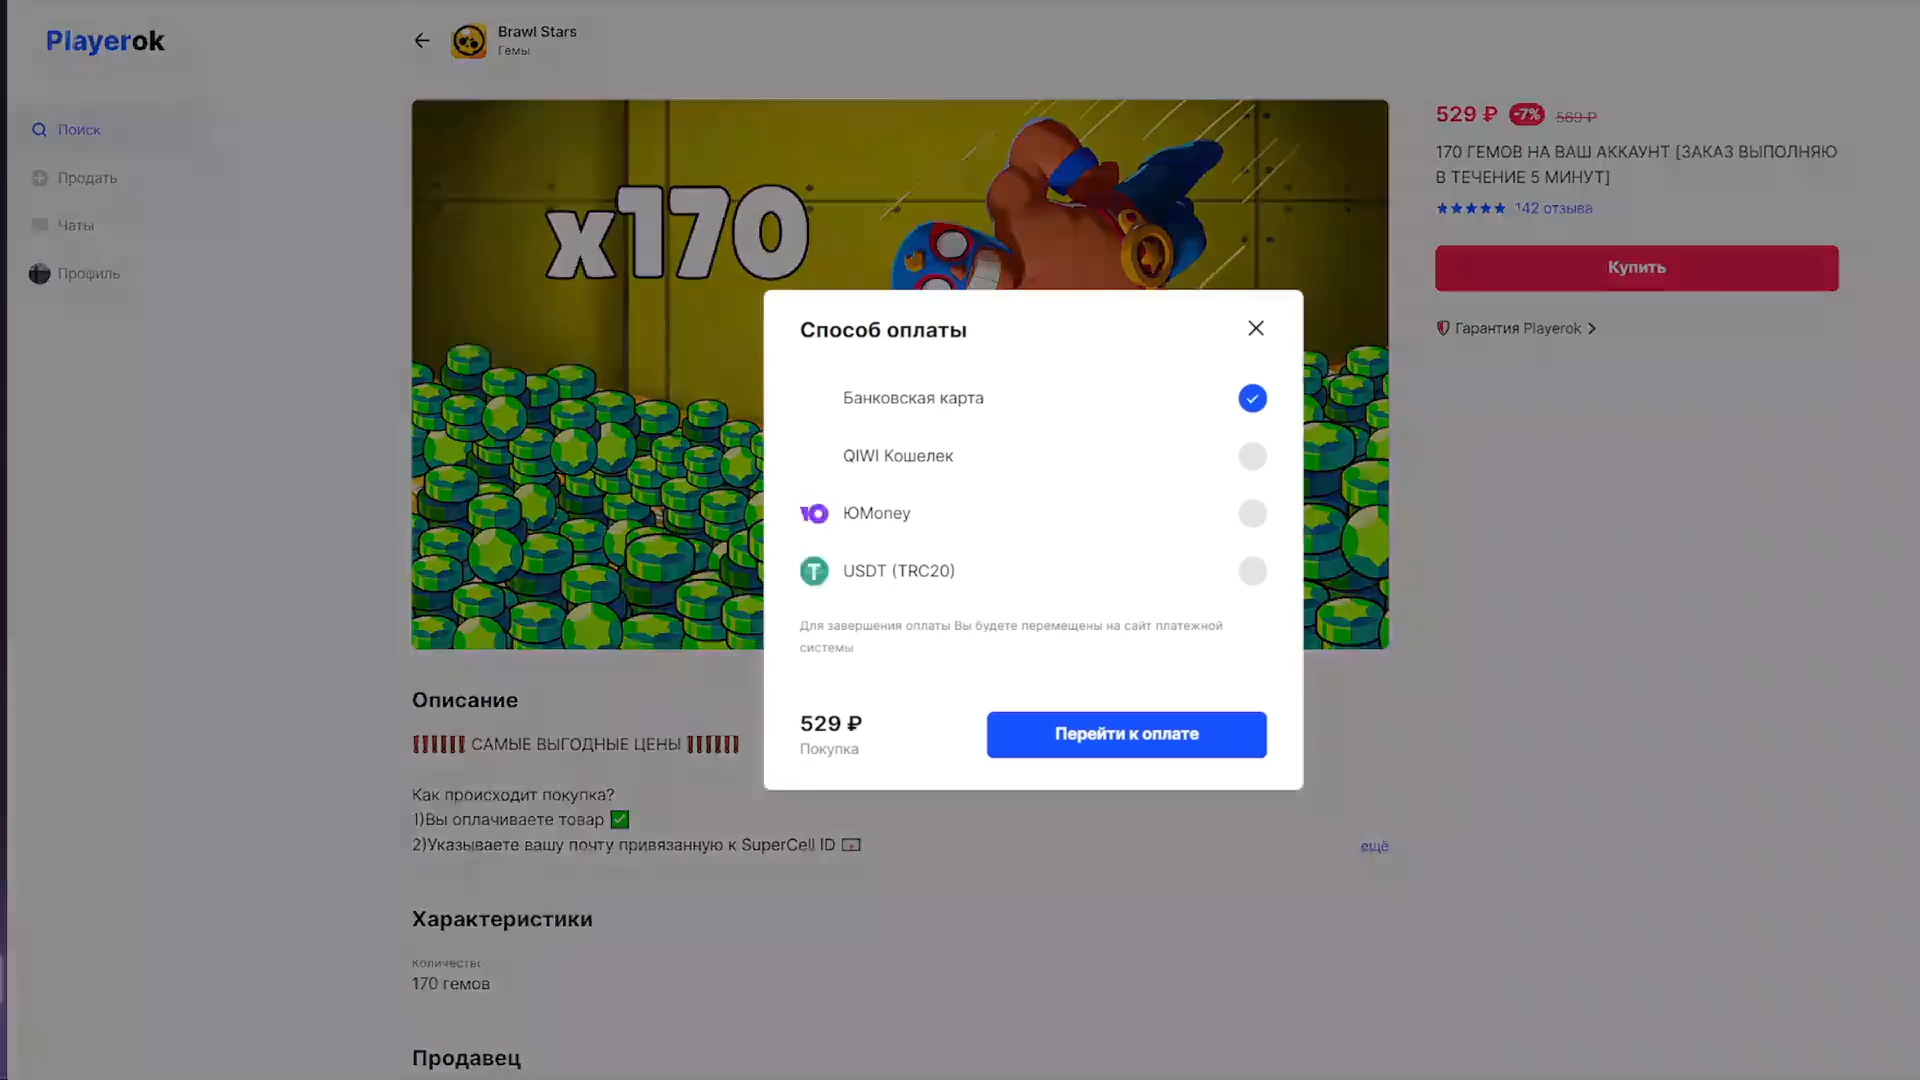 Playerok
Brawl Stars
Гемы
Поиск
Продать
Чаты
Профиль
x170
529 ₽ -7% 569 ₽
170 ГЕМОВ НА ВАШ АККАУНТ [ЗАКАЗ ВЫПОЛНЯЮ
В ТЕЧЕНИЕ 5 МИНУТ]
142 отзыва
Купить
Гарантия Playerok
Способ оплаты
Банковская карта
QIWI Кошелек
ЮMoney
USDT (TRC20)
Для завершения оплаты Вы будете перемещены на сайт платежной
системы
529 ₽
Покупка
Перейти к оплате
Описание
САМЫЕ ВЫГОДНЫЕ ЦЕНЫ
Как происходит покупка?
1)Вы оплачиваете товар ✅
2)Указываете вашу почту привязанную к SuperCell ID
ещё
Характеристики
Количество
170 гемов
Продавец